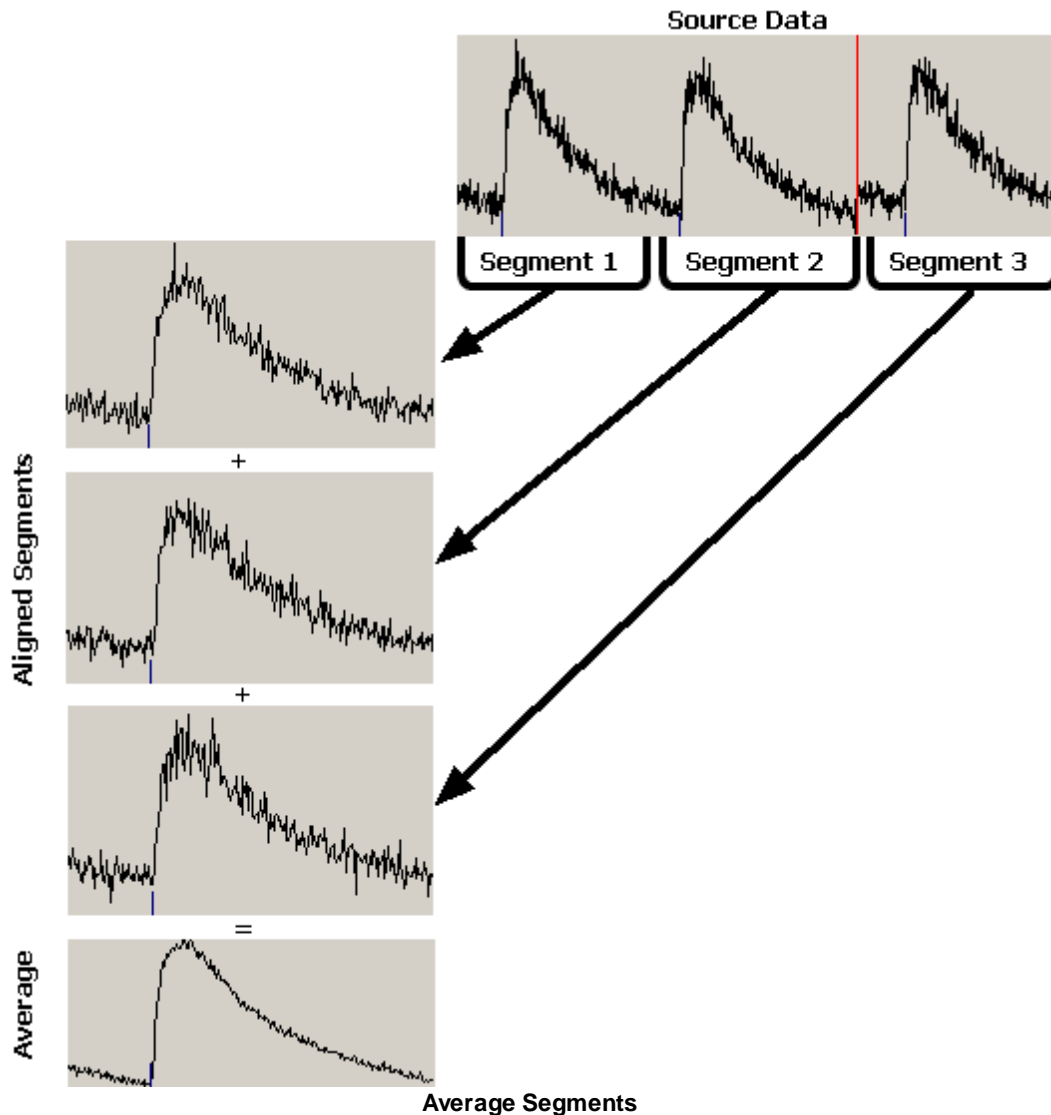 Source Data
Segment 1
Segment 2
Segment 3
Aligned Segments
+
+
=
Average
Average Segments